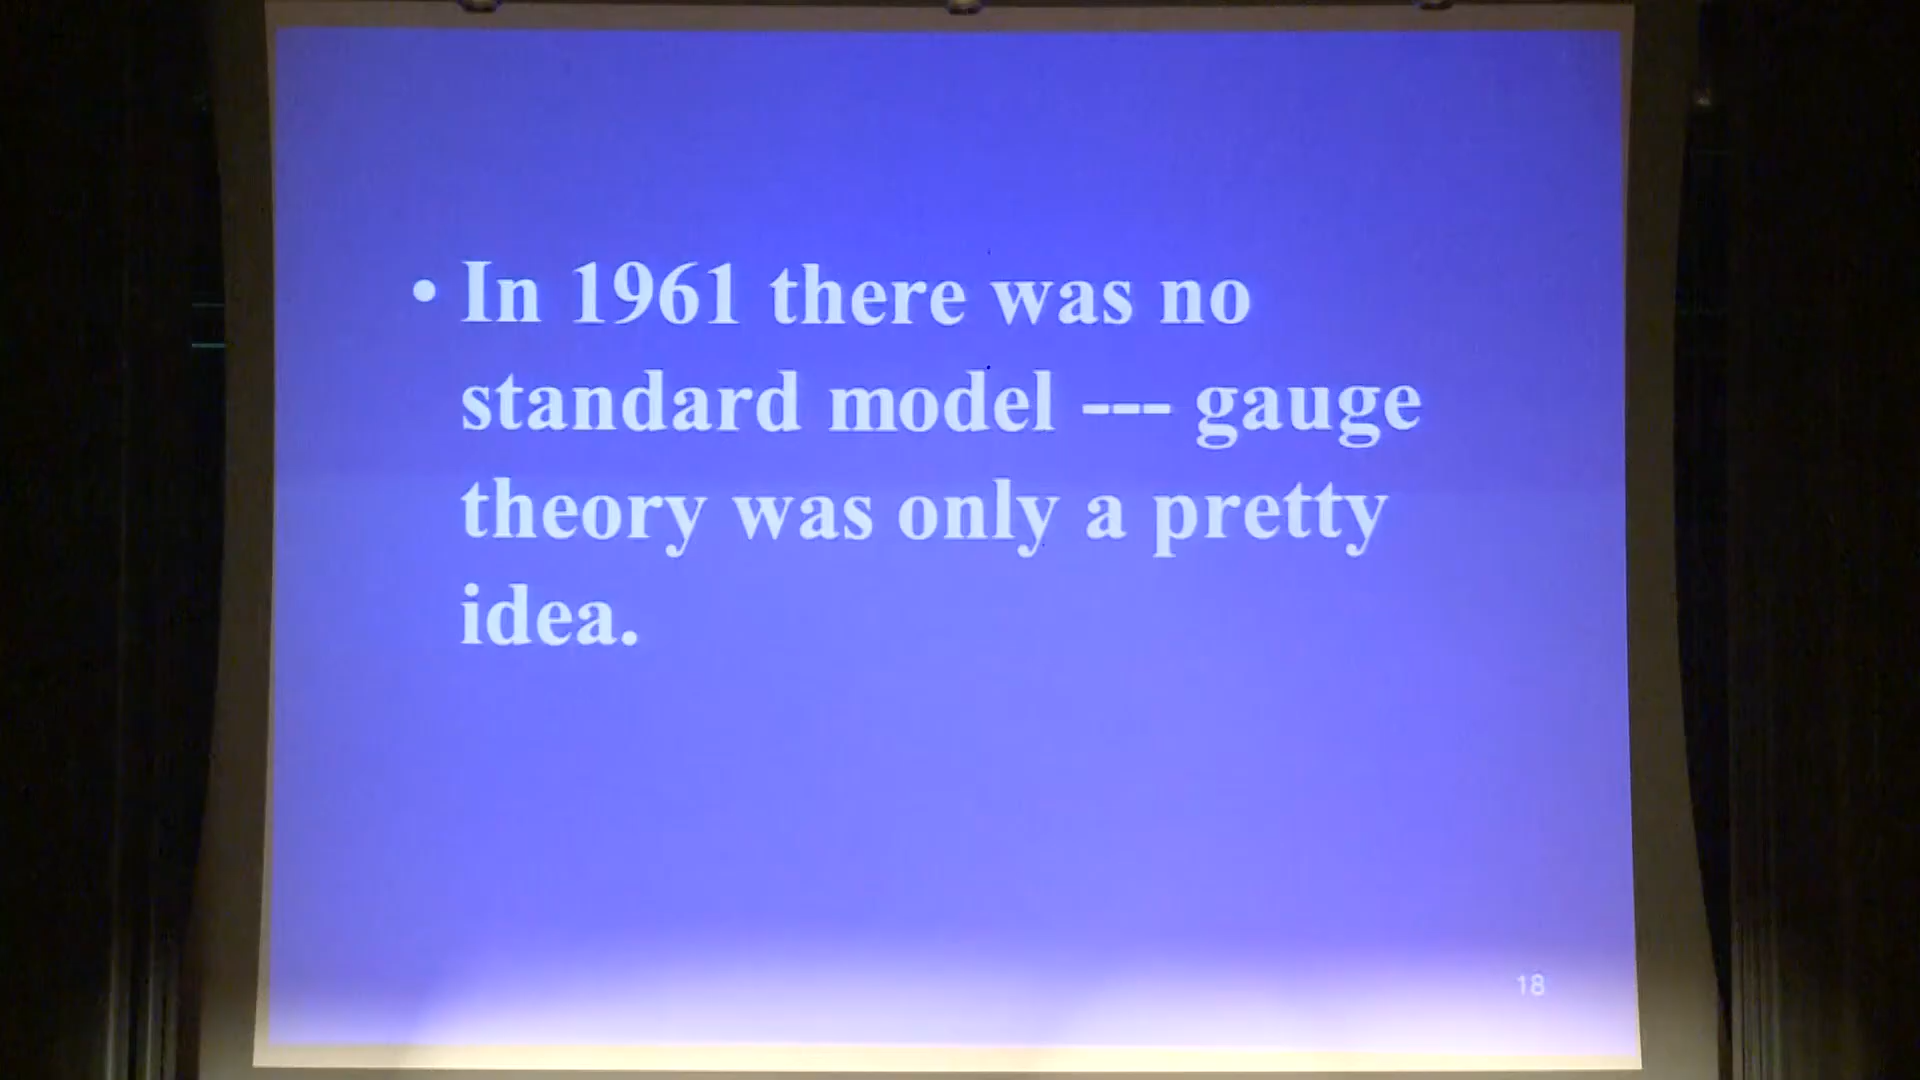 • In 1961 there was no
standard model --- gauge
theory was only a pretty
idea.
18